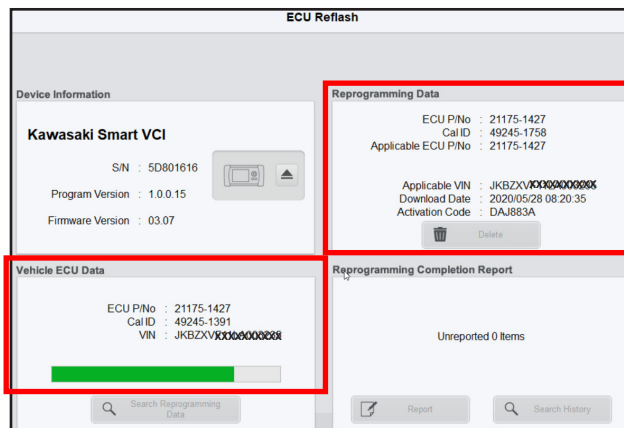 ECU Reflash
Device Information
Kawasaki Smart VCI
S/N : 5D801616
Program Version : 1.0.0.15
Firmware Version : 03.07
Reprogramming Data
ECU P/No : 21175-1427
Cal ID : 49245-1758
Applicable ECU P/No : 21175-1427
Applicable VIN :
Download Date : 2020/05/28 08:20:35
Activation Code : DAJ883A
Delete
Vehicle ECU Data
ECU P/No : 21175-1427
Cal ID : 49245-1391
VIN :
Search Reprogramming
Data
Reprogramming Completion Report
Unreported 0 Items
Report
Search History